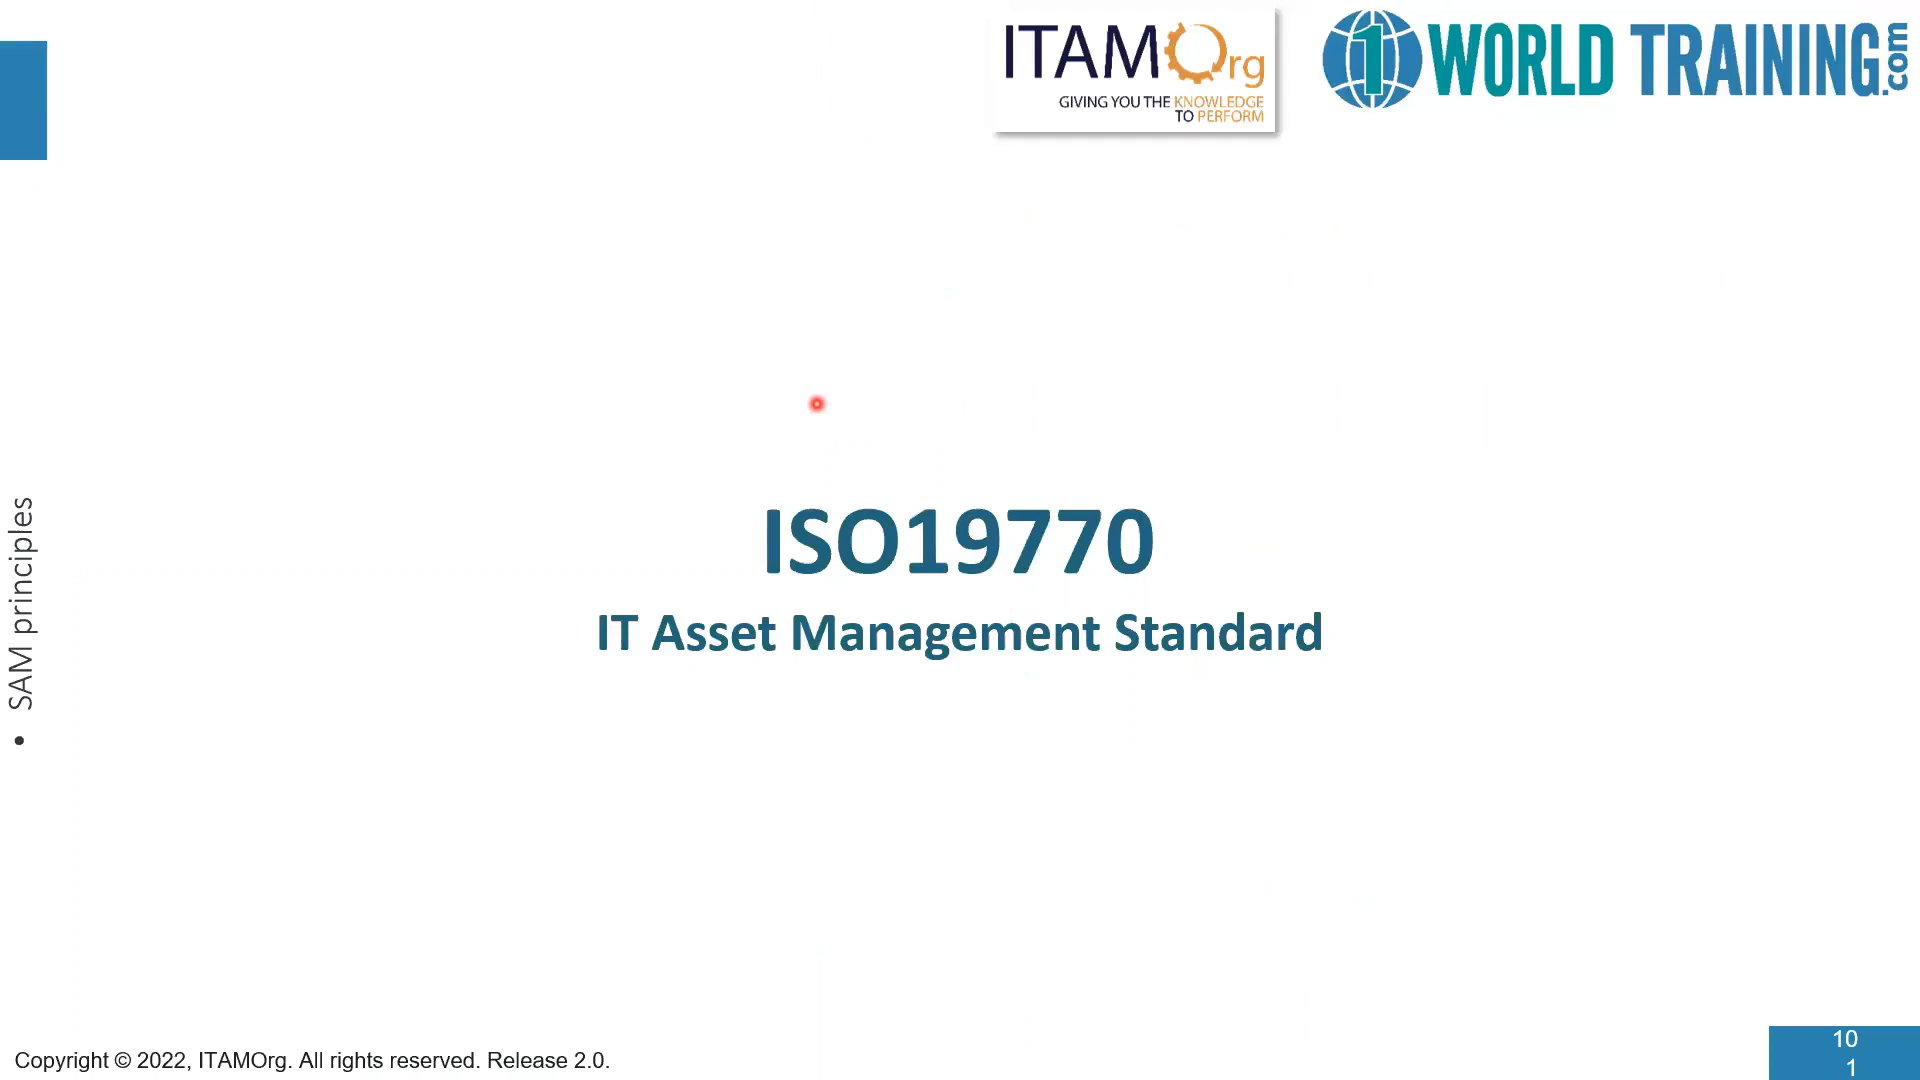 ITAMOrg
GIVING YOU THE KNOWLEDGE
TO PERFORM
1 WORLD TRAINING.com
• SAM principles
ISO19770
IT Asset Management Standard
Copyright © 2022, ITAMOrg. All rights reserved. Release 2.0.
10
1